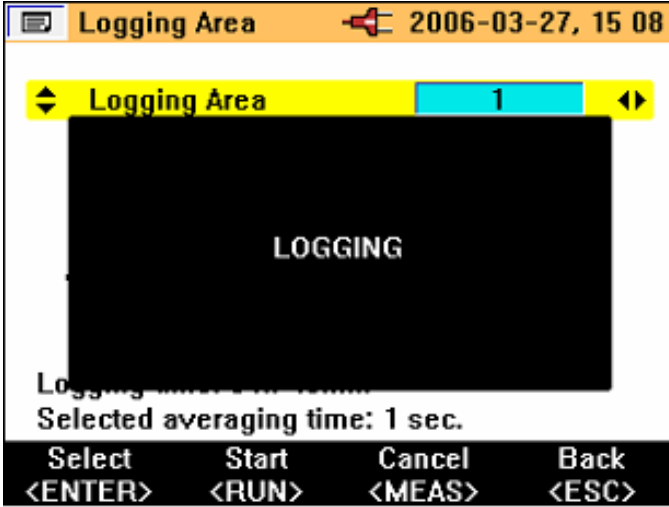 Logging Area 2006-03-27, 15 08
Logging Area 1
LOGGING
Selected averaging time: 1 sec.
Select Start Cancel Back
<ENTER> <RUN> <MEAS> <ESC>